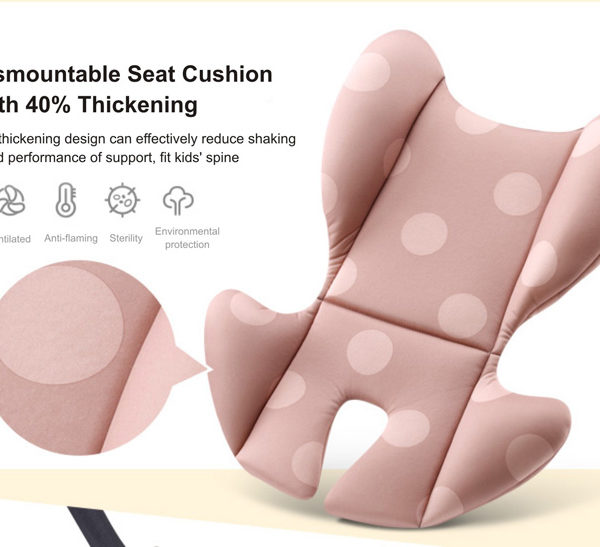 smountable Seat Cushion
th 40% Thickening
thickening design can effectively reduce shaking
d performance of support, fit kids' spine
ntilated Anti-flaming Sterility Environmental
protection